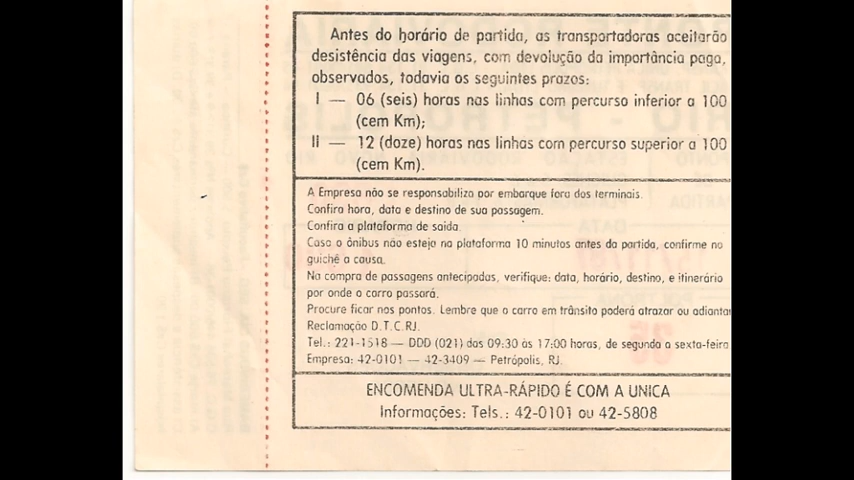 Antes do horário de partida, as transportadoras aceitarão
desistência das viagens, com devolução da importância paga,
observados, todavia os seguintes prazos:
I — 06 (seis) horas nas linhas com percurso inferior a 100
(cem Km);
II — 12 (doze) horas nas linhas com percurso superior a 100
(cem Km).
A Empresa não se responsabiliza por embarque fora dos terminais.
Confira hora, data e destino de sua passagem.
Confira a plataforma de saída
Caso o ônibus não esteja na plataforma 10 minutos antes da partida, confirme no
guichê a causa.
Na compra de passagens antecipadas, verifique: data, horário, destino, e itinerário
por onde o carro passará.
Procure ficar nos pontos. Lembre que o carro em trânsito poderá atrazar ou adiantar
Reclamação D.T.C.RJ.
Tel.: 221-1518 — DDD (021) das 09:30 às 17:00 horas, de segunda a sexta-feira
Empresa: 42-0101 — 42-3409 — Petrópolis, RJ.
ENCOMENDA ULTRA-RÁPIDO É COM A UNICA
Informações: Tels.: 42-0101 ou 42-5808